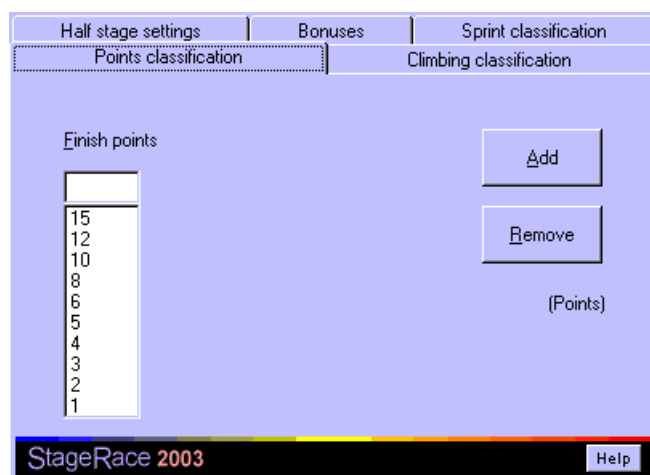 Half stage settings Bonuses Sprint classification
Points classification Climbing classification
Finish points
Add
15
12
Remove
10
8
6
(Points)
5
4
3
2
1
StageRace 2003 Help